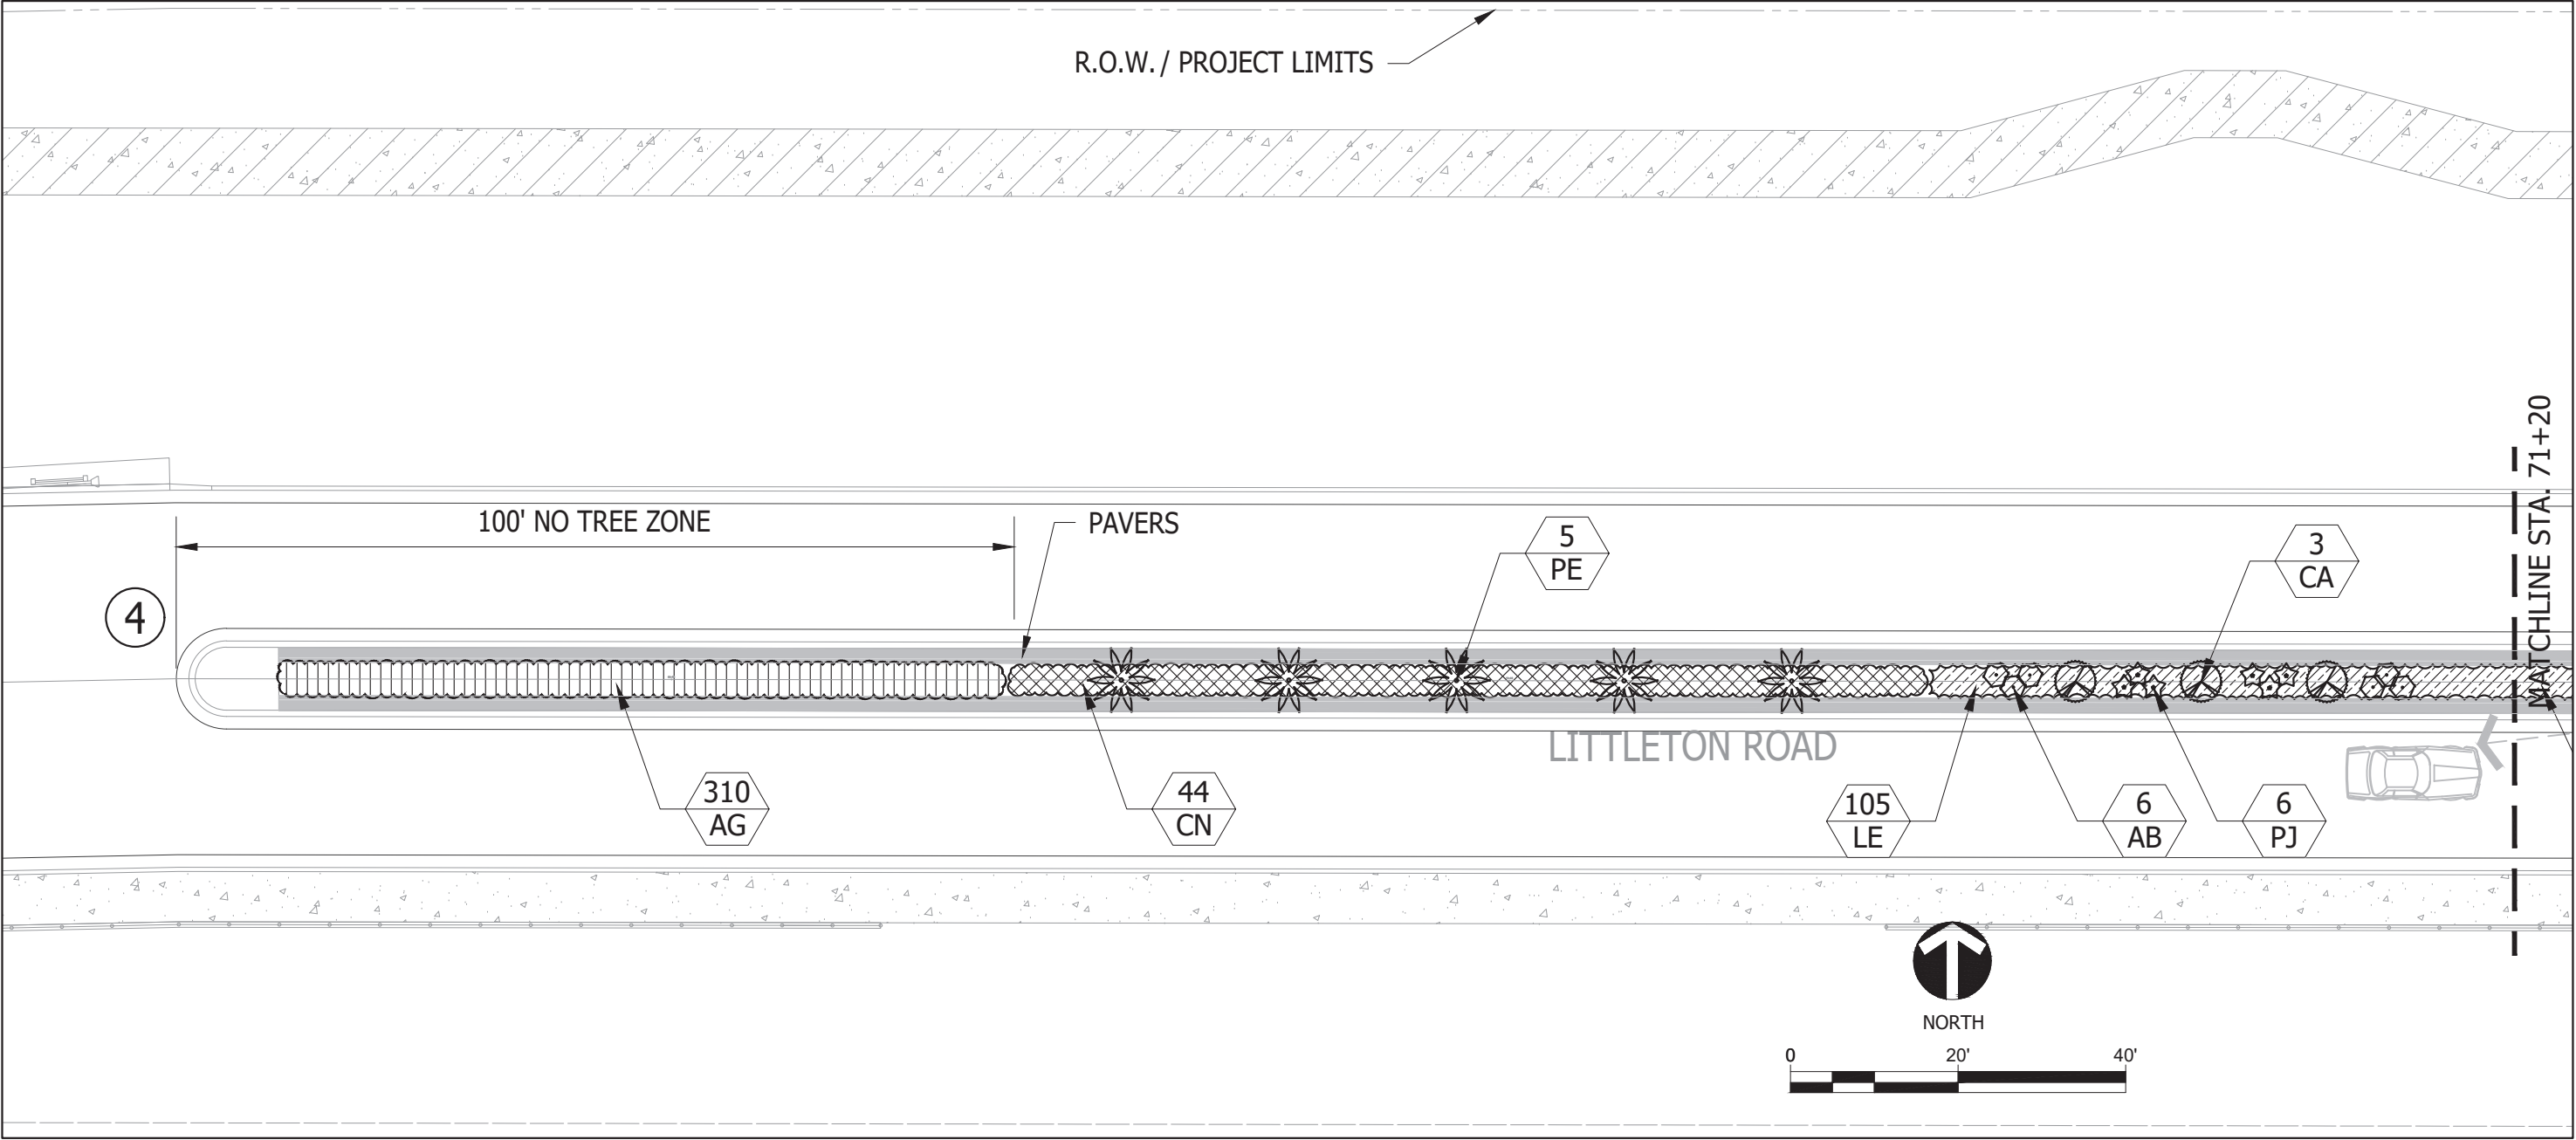 R.O.W. / PROJECT LIMITS
MATCHLINE STA. 71+20
100' NO TREE ZONE
PAVERS
5
PE
3
CA
4
LITTLETON ROAD
310
AG
44
CN
105
LE
6
AB
6
PJ
NORTH
0 20' 40'